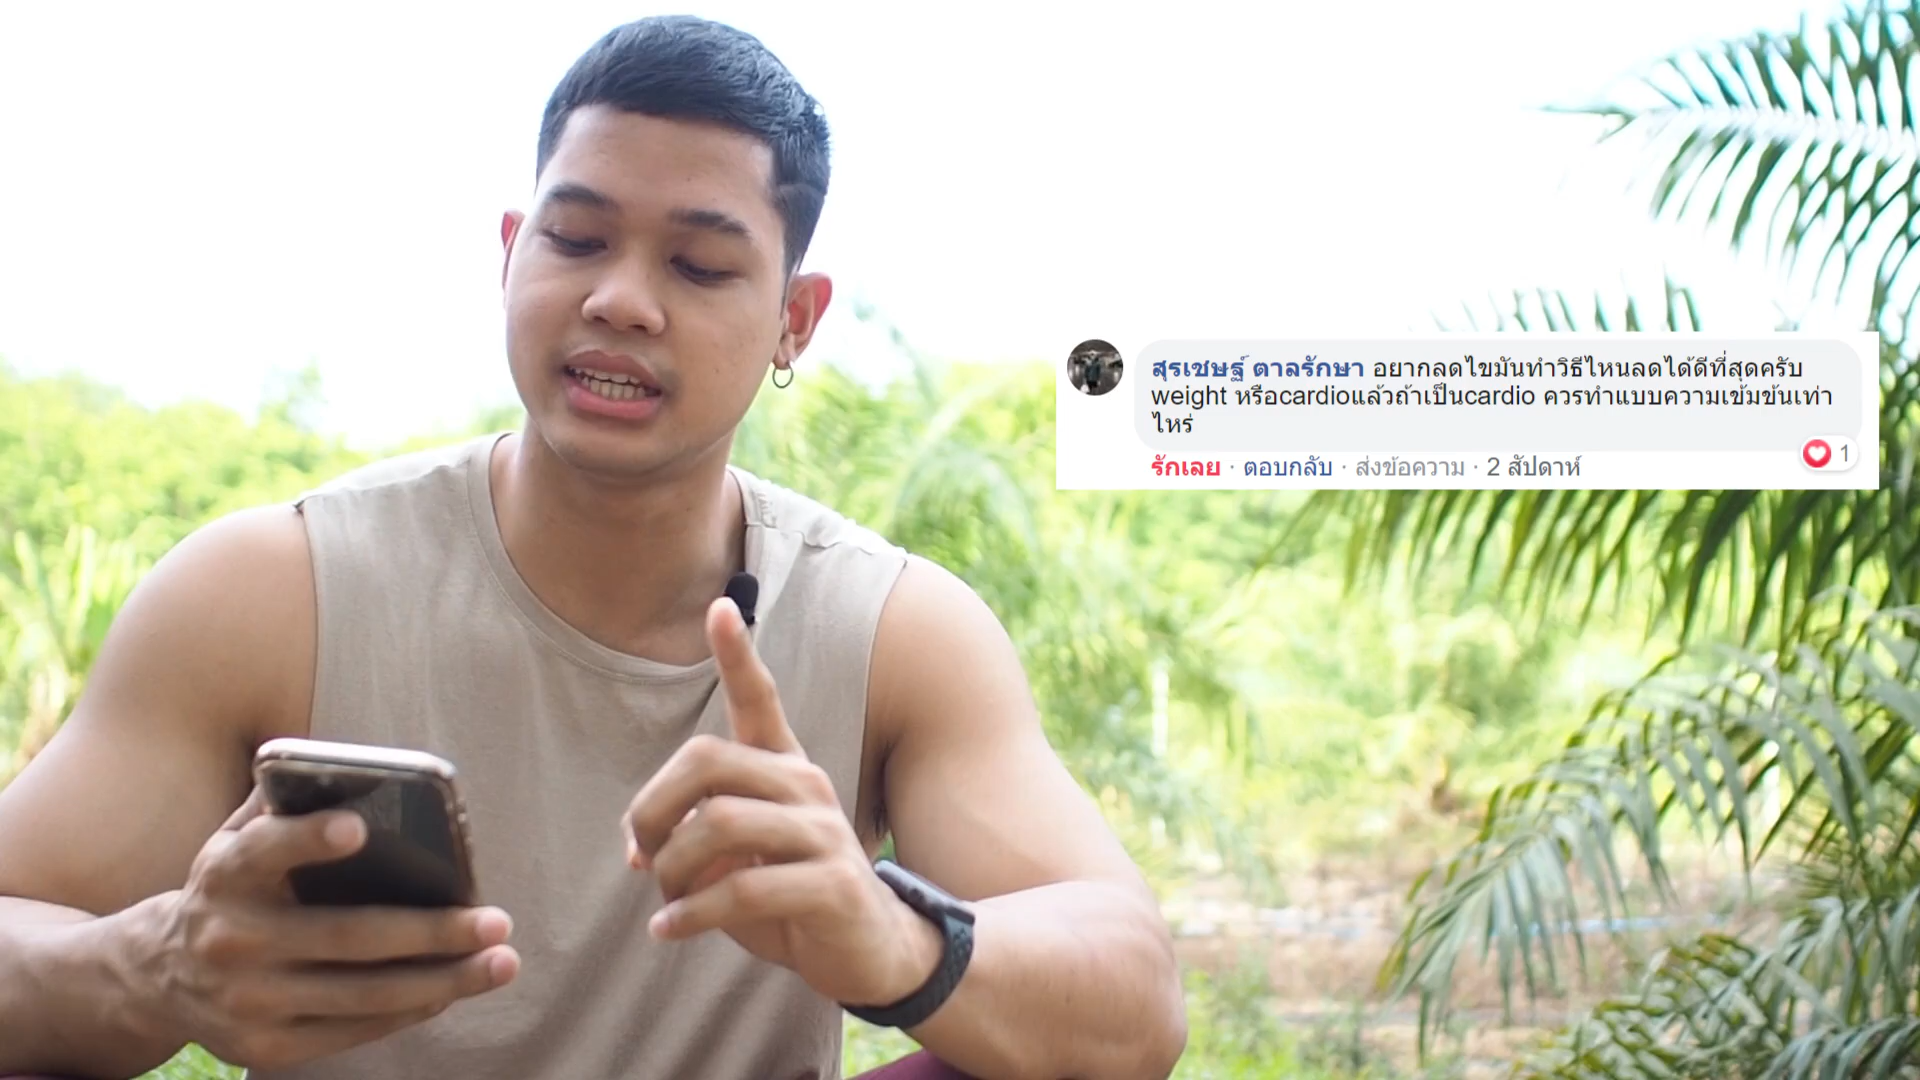 สุรเชษฐ์ ตาลรักษา อยากลดไขมันทำวิธีไหนลดได้ดีที่สุดครับ
weight หรือcardioแล้วถ้าเป็นcardio ควรทำแบบความเข้มข้นเท่า
ไหร่
1
รักเลย · ตอบกลับ · ส่งข้อความ · 2 สัปดาห์